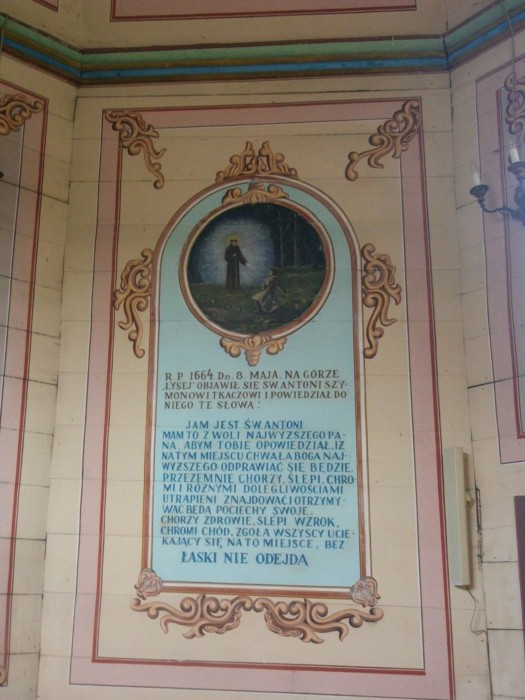 R.P. 1664 Dn. 8. MAJA. NA GÓRZE
"ŁYSEJ" OBJAWIŁ SIĘ ŚW. ANTONI SZY-
MONOWI TKACZOWI I POWIEDZIAŁ DO
NIEGO TE SŁOWA:
JAM JEST ŚW. ANTONI
MAM TO Z WOLI NAJWYŻSZEGO PA-
NA, ABYM TOBIE OPOWIEDZIAŁ, IŻ
NA TYM MIEJSCU CHWAŁA BOGA NAJ-
WYŻSZEGO ODPRAWIAĆ SIĘ BĘDZIE.
PRZEZEMNIE CHORZY, ŚLEPI, CHRO
MI I RÓŻNYMI DOLEGLIWOŚCIAMI
UTRAPIENI ZNAJDOWAĆ I OTRZYMY-
WAĆ BĘDĄ POCIECHY SWOJE.
CHORZY ZDROWIE, ŚLEPI WZROK,
CHROMI CHÓD, ZGOŁA WSZYSCY UCIE-
KAJĄCY SIĘ NA TO MIEJSCE, BEZ
ŁASKI NIE ODEJDĄ